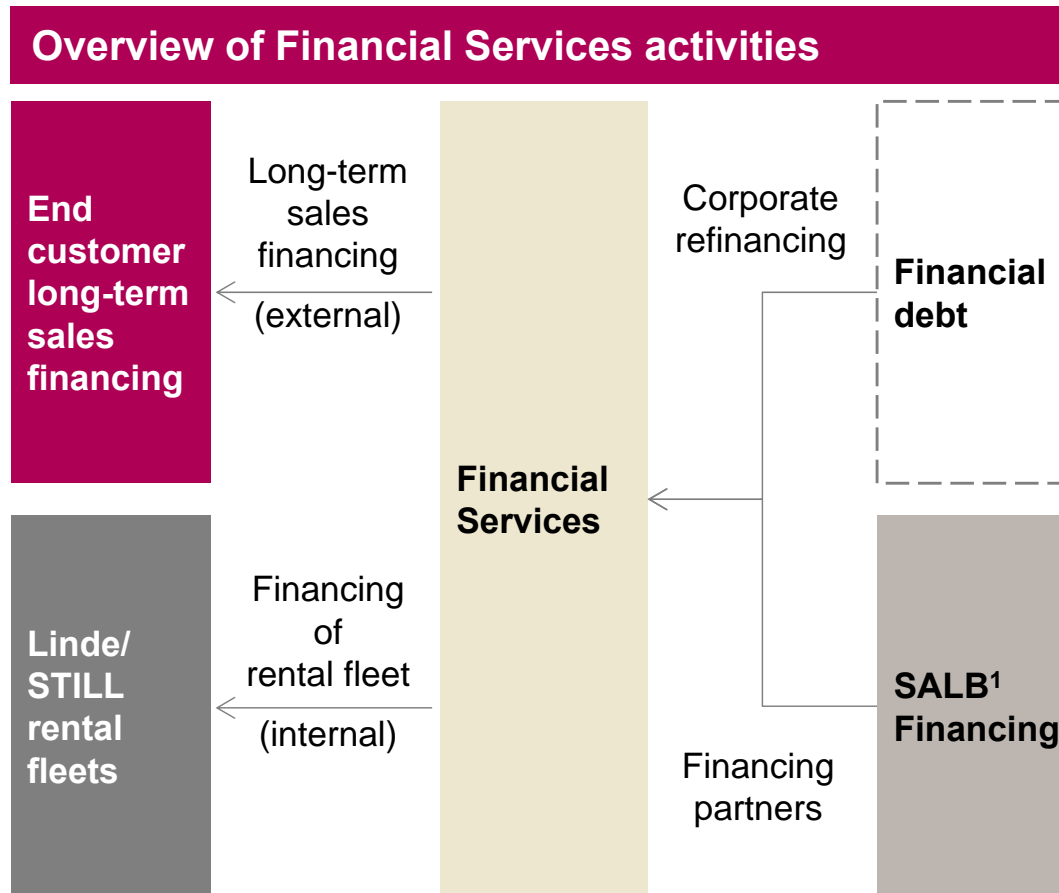 Overview of Financial Services activities
End
customer
long-term
sales
financing
Long-term
sales
financing
(external)
Corporate
refinancing
Financial
debt
Financial
Services
Linde/
STILL
rental
fleets
Financing
of
rental fleet
(internal)
Financing
partners
SALB¹
Financing